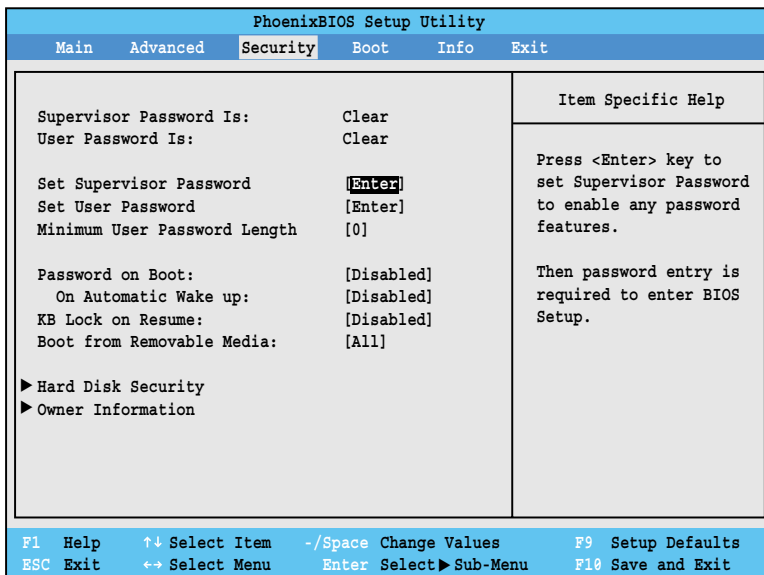 PhoenixBIOS Setup Utility
Main Advanced Security Boot Info Exit
Supervisor Password Is: Clear
User Password Is: Clear
Set Supervisor Password [Enter]
Set User Password [Enter]
Minimum User Password Length [0]
Password on Boot: [Disabled]
On Automatic Wake up: [Disabled]
KB Lock on Resume: [Disabled]
Boot from Removable Media: [All]
Hard Disk Security
Owner Information
Item Specific Help
Press <Enter> key to
set Supervisor Password
to enable any password
features.
Then password entry is
required to enter BIOS
Setup.
F1 Help ↑↓ Select Item -/Space Change Values F9 Setup Defaults
ESC Exit ←→ Select Menu Enter Select ▶ Sub-Menu F10 Save and Exit